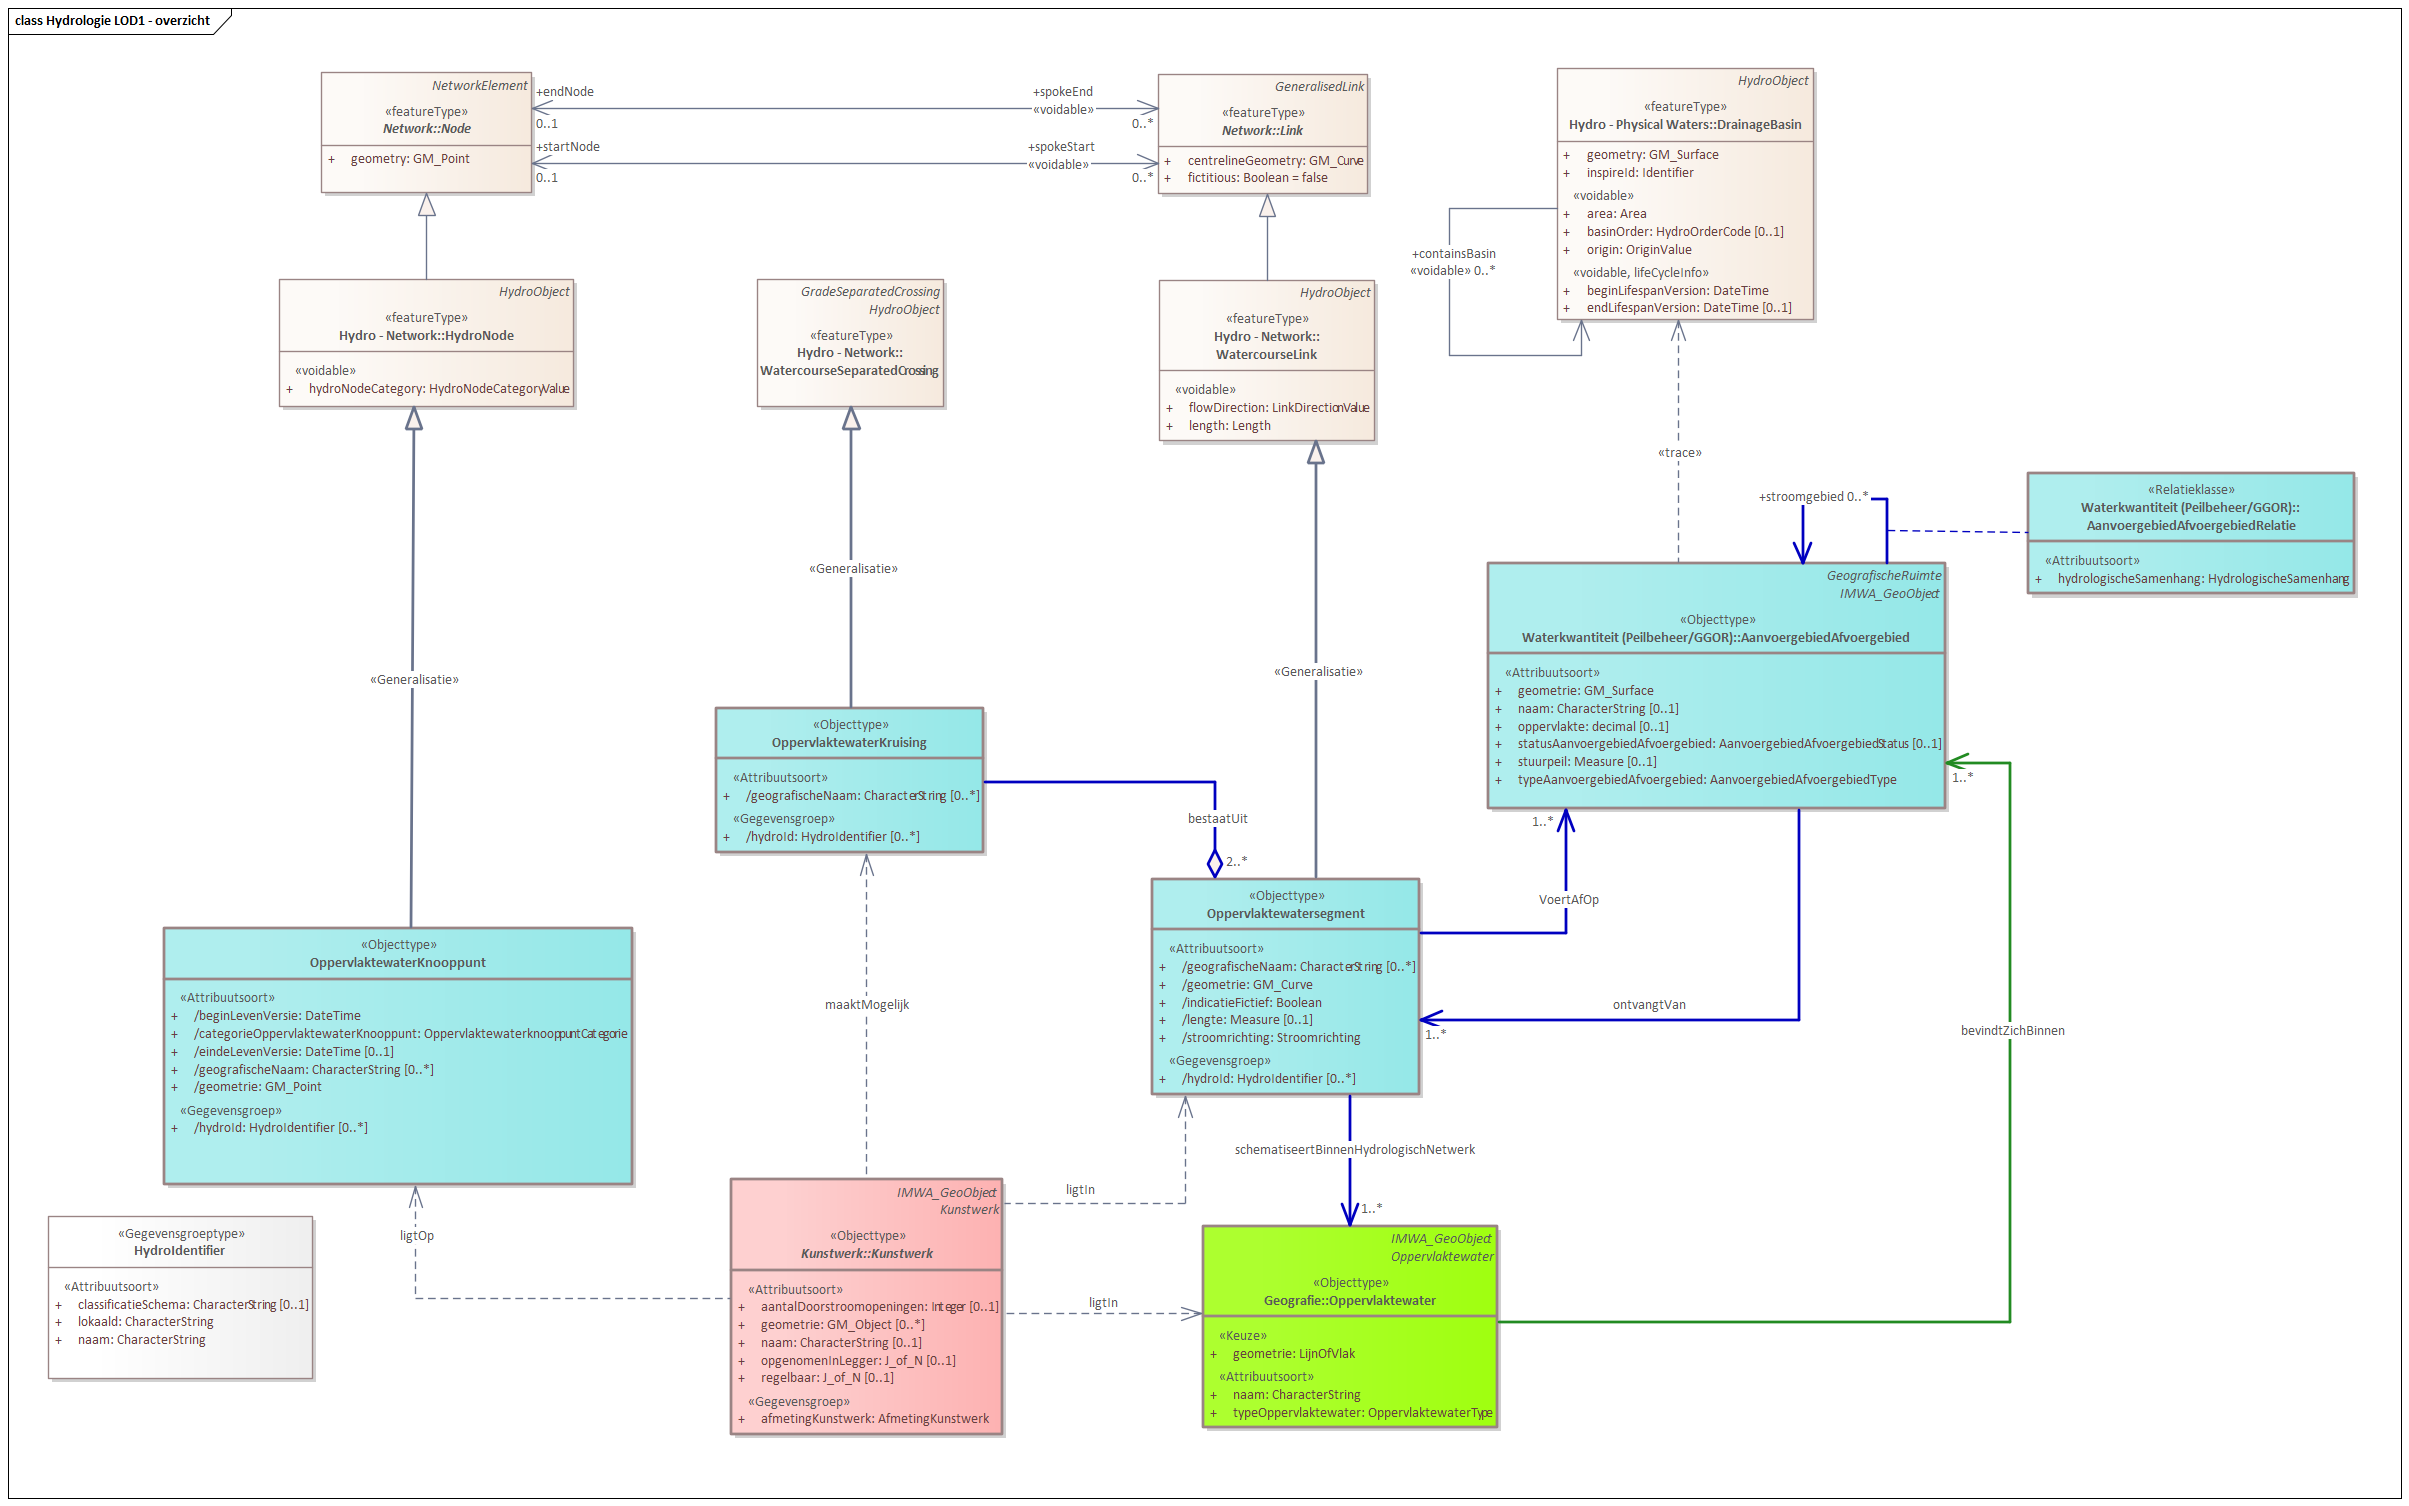 class Hydrologie LOD1 - overzicht
NetworkElement
«featureType»
Network::Node
+ geometry: GM_Point
+endNode
0..1
+spokeEnd
«voidable»
0..*
+startNode
0..1
+spokeStart
«voidable»
0..*
GeneralisedLink
«featureType»
Network::Link
+ centrelineGeometry: GM_Curve
+ fictitious: Boolean = false
HydroObject
«featureType»
Hydro - Physical Waters::DrainageBasin
+ geometry: GM_Surface
+ inspireId: Identifier
«voidable»
+ area: Area
+ basinOrder: HydroOrderCode [0..1]
+ origin: OriginValue
«voidable, lifeCycleInfo»
+ beginLifespanVersion: DateTime
+ endLifespanVersion: DateTime [0..1]
+containsBasin
«voidable» 0..*
HydroObject
«featureType»
Hydro - Network::HydroNode
«voidable»
+ hydroNodeCategory: HydroNodeCategoryValue
GradeSeparatedCrossing
HydroObject
«featureType»
Hydro - Network::
WatercourseSeparatedCrossing
HydroObject
«featureType»
Hydro - Network::
WatercourseLink
«voidable»
+ flowDirection: LinkDirectionValue
+ length: Length
«trace»
+stroomgebied 0..*
«Relatieklasse»
Waterkwantiteit (Peilbeheer/GGOR)::
AanvoergebiedAfvoergebiedRelatie
«Attribuutsoort»
+ hydrologischeSamenhang: HydrologischeSamenhang
«Generalisatie»
«Generalisatie»
«Generalisatie»
GeografischeRuimte
IMWA_GeoObject
«Objecttype»
Waterkwantiteit (Peilbeheer/GGOR)::AanvoergebiedAfvoergebied
«Attribuutsoort»
+ geometrie: GM_Surface
+ naam: CharacterString [0..1]
+ oppervlakte: decimal [0..1]
+ statusAanvoergebiedAfvoergebied: AanvoergebiedAfvoergebiedStatus [0..1]
+ stuurpeil: Measure [0..1]
+ typeAanvoergebiedAfvoergebied: AanvoergebiedAfvoergebiedType
1..*
1..*
«Objecttype»
OppervlaktewaterKruising
«Attribuutsoort»
+ /geografischeNaam: CharacterString [0..*]
«Gegevensgroep»
+ /hydroId: HydroIdentifier [0..*]
bestaatUit
2..*
«Objecttype»
Oppervlaktewatersegment
«Attribuutsoort»
+ /geografischeNaam: CharacterString [0..*]
+ /geometrie: GM_Curve
+ /indicatieFictief: Boolean
+ /lengte: Measure [0..1]
+ /stroomrichting: Stroomrichting
«Gegevensgroep»
+ /hydroId: HydroIdentifier [0..*]
VoertAfOp
ontvangtVan
1..*
bevindtZichBinnen
«Objecttype»
OppervlaktewaterKnooppunt
«Attribuutsoort»
+ /beginLevenVersie: DateTime
+ /categorieOppervlaktewaterKnooppunt: OppervlaktewaterknooppuntCategorie
+ /eindeLevenVersie: DateTime [0..1]
+ /geografischeNaam: CharacterString [0..*]
+ /geometrie: GM_Point
«Gegevensgroep»
+ /hydroId: HydroIdentifier [0..*]
maaktMogelijk
schematiseertBinnenHydrologischNetwerk
1..*
ligtIn
ligtOp
ligtIn
«Gegevensgroeptype»
HydroIdentifier
«Attribuutsoort»
+ classificatieSchema: CharacterString [0..1]
+ lokaalId: CharacterString
+ naam: CharacterString
IMWA_GeoObject
Kunstwerk
«Objecttype»
Kunstwerk::Kunstwerk
«Attribuutsoort»
+ aantalDoorstroomopeningen: Integer [0..1]
+ geometrie: GM_Object [0..*]
+ naam: CharacterString [0..1]
+ opgenomenInLegger: J_of_N [0..1]
+ regelbaar: J_of_N [0..1]
«Gegevensgroep»
+ afmetingKunstwerk: AfmetingKunstwerk
IMWA_GeoObject
Oppervlaktewater
«Objecttype»
Geografie::Oppervlaktewater
«Keuze»
+ geometrie: LijnOfVlak
«Attribuutsoort»
+ naam: CharacterString
+ typeOppervlaktewater: OppervlaktewaterType